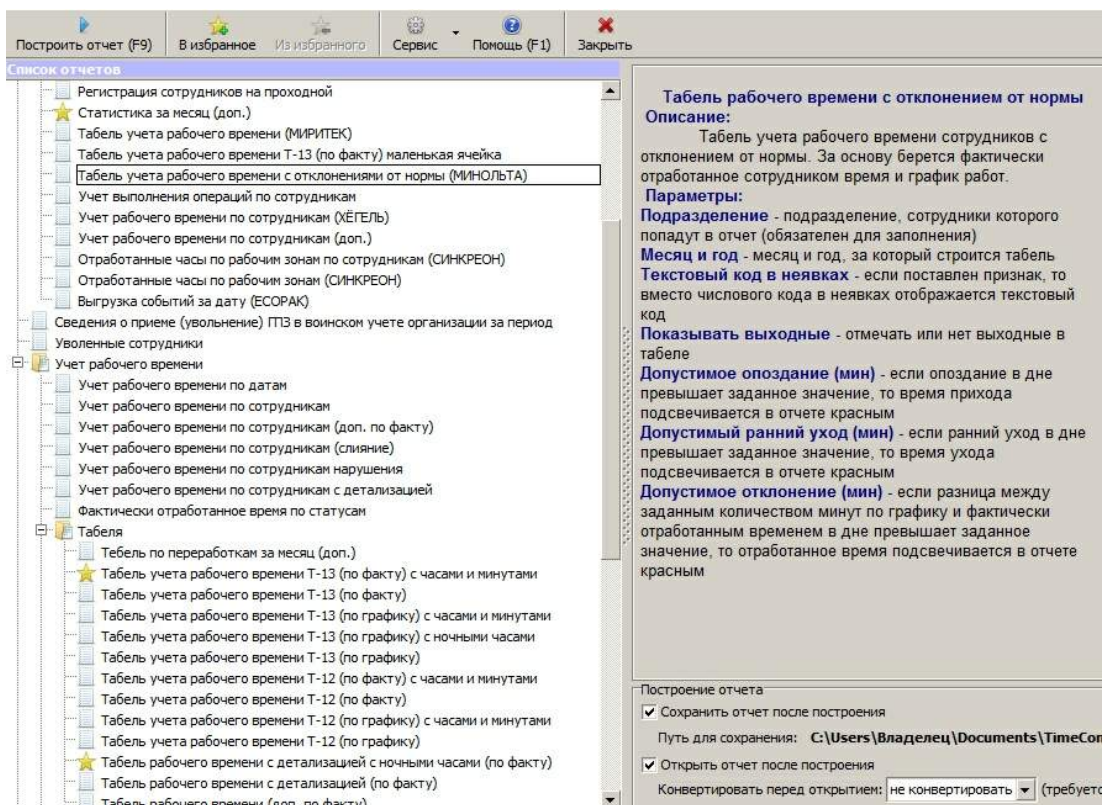 Построить отчет (F9)
В избранное
Из избранного
Сервис
Помощь (F1)
Закрыть
Список отчетов
Регистрация сотрудников на проходной
Статистика за месяц (доп.)
Табель учета рабочего времени (МИРИТЕК)
Табель учета рабочего времени Т-13 (по факту) маленькая ячейка
Табель учета рабочего времени с отклонениями от нормы (МИНОЛЬТА)
Учет выполнения операций по сотрудникам
Учет рабочего времени по сотрудникам (ХЁГЕЛЬ)
Учет рабочего времени по сотрудникам (доп.)
Отработанные часы по рабочим зонам по сотрудникам (СИНКРЕОН)
Отработанные часы по рабочим зонам (СИНКРЕОН)
Выгрузка событий за дату (ECOPAK)
Сведения о приеме (увольнение) ГПЗ в воинском учете организации за период
Уволенные сотрудники
Учет рабочего времени
Учет рабочего времени по датам
Учет рабочего времени по сотрудникам
Учет рабочего времени по сотрудникам (доп. по факту)
Учет рабочего времени по сотрудникам (слияние)
Учет рабочего времени по сотрудникам нарушения
Учет рабочего времени по сотрудникам с детализацией
Фактически отработанное время по статусам
Табеля
Тебель по переработкам за месяц (доп.)
Табель учета рабочего времени Т-13 (по факту) с часами и минутами
Табель учета рабочего времени Т-13 (по факту)
Табель учета рабочего времени Т-13 (по графику) с часами и минутами
Табель учета рабочего времени Т-13 (по графику) с ночными часами
Табель учета рабочего времени Т-13 (по графику)
Табель учета рабочего времени Т-12 (по факту) с часами и минутами
Табель учета рабочего времени Т-12 (по факту)
Табель учета рабочего времени Т-12 (по графику) с часами и минутами
Табель учета рабочего времени Т-12 (по графику)
Табель рабочего времени с детализацией с ночными часами (по факту)
Табель рабочего времени с детализацией (по факту)
Табель рабочего времени (доп. по факту)
Табель рабочего времени с отклонением от нормы
Описание:
Табель учета рабочего времени сотрудников с
отклонением от нормы. За основу берется фактически
отработанное сотрудником время и график работ.
Параметры:
Подразделение - подразделение, сотрудники которого
попадут в отчет (обязателен для заполнения)
Месяц и год - месяц и год, за который строится табель
Текстовый код в неявках - если поставлен признак, то
вместо числового кода в неявках отображается текстовый
код
Показывать выходные - отмечать или нет выходные в
табеле
Допустимое опоздание (мин) - если опоздание в дне
превышает заданное значение, то время прихода
подсвечивается в отчете красным
Допустимый ранний уход (мин) - если ранний уход в дне
превышает заданное значение, то время ухода
подсвечивается в отчете красным
Допустимое отклонение (мин) - если разница между
заданным количеством минут по графику и фактически
отработанным временем в дне превышает заданное
значение, то отработанное время подсвечивается в отчете
красным
Построение отчета
Сохранить отчет после построения
Путь для сохранения: C:\Users\Владелец\Documents\TimeCon
Открыть отчет после построения
Конвертировать перед открытием: не конвертировать (требуетс